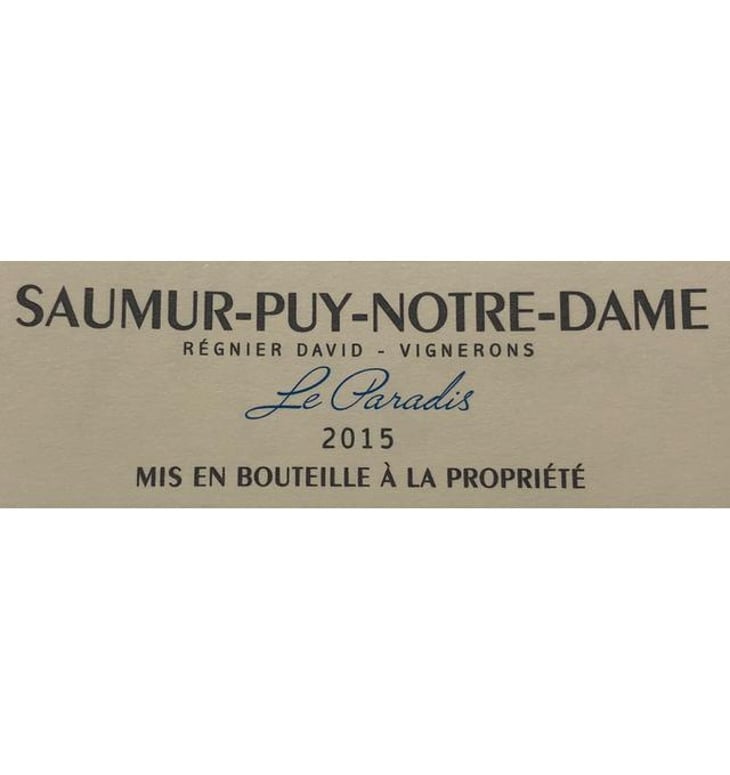 SAUMUR-PUY-NOTRE-DAME
RÉGNIER DAVID - VIGNERONS
Le Paradis
2015
MIS EN BOUTEILLE À LA PROPRIÉTÉ